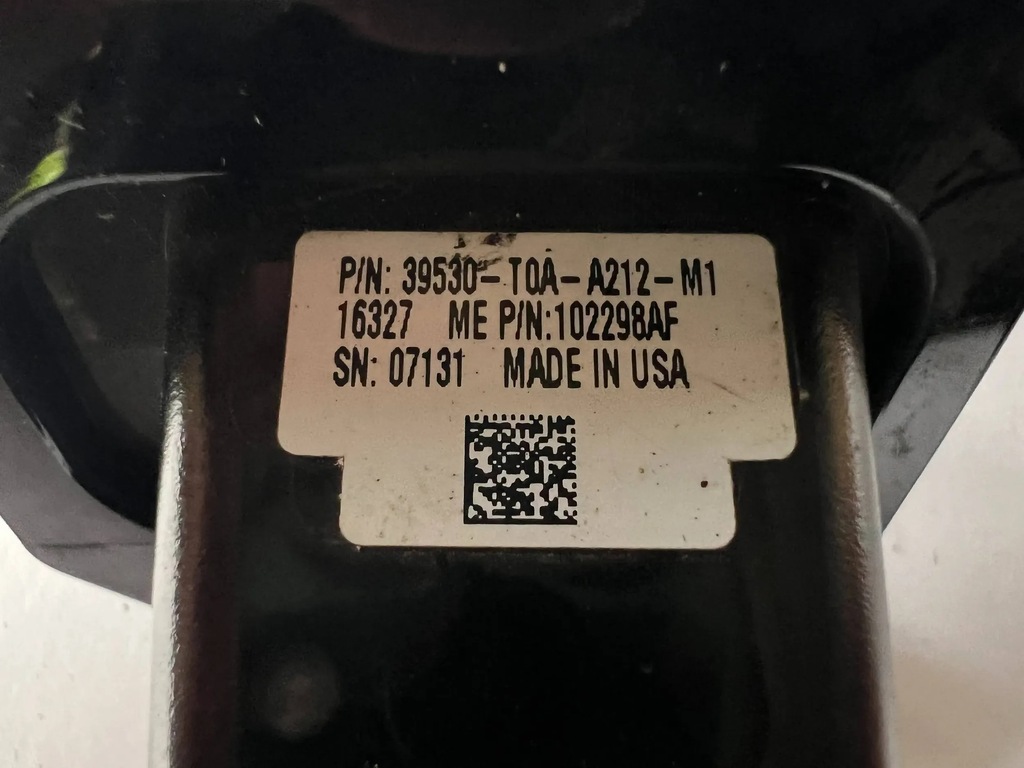 P/N: 39530-T0A-A212-M1
16327 ME P/N:102298AF
SN: 07131 MADE IN USA